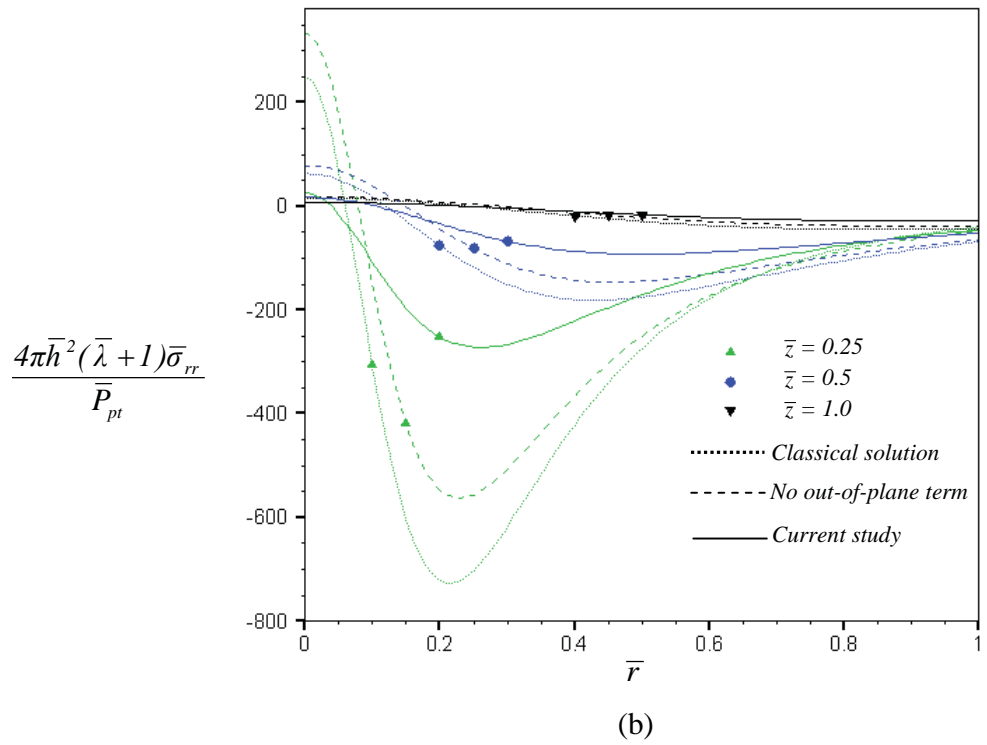 200
0
-200
-400
-600
-800
0
0.2
0.4
0.6
0.8
1
4πh̅²(λ̅+1)σ̅rr
P̅pt
z̅ = 0.25
z̅ = 0.5
z̅ = 1.0
Classical solution
No out-of-plane term
Current study
r̅
(b)